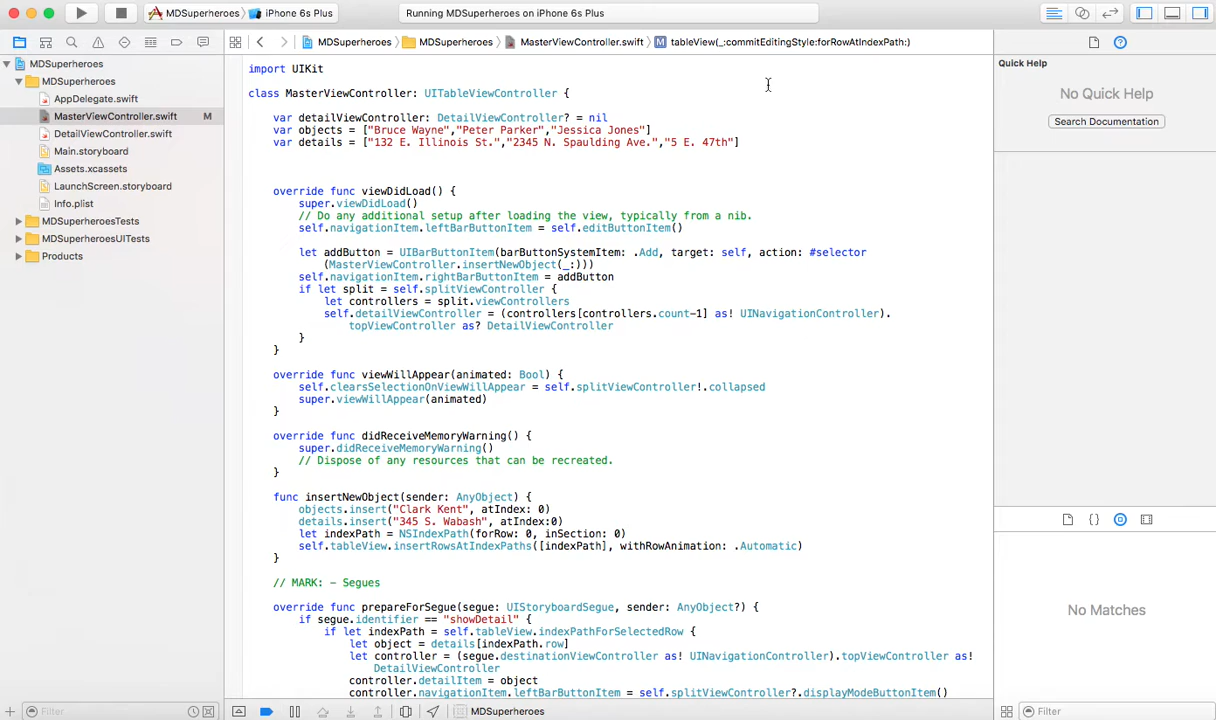 MDSuperheroes 〉 iPhone 6s Plus
Running MDSuperheroes on iPhone 6s Plus
MDSuperheroes 〉 MDSuperheroes 〉 MasterViewController.swift 〉 M tableView(_:commitEditingStyle:forRowAtIndexPath:)
MDSuperheroes
MDSuperheroes
AppDelegate.swift
MasterViewController.swift M
DetailViewController.swift
Main.storyboard
Assets.xcassets
LaunchScreen.storyboard
Info.plist
MDSuperheroesTests
MDSuperheroesUITests
Products
Filter
import UIKit
class MasterViewController: UITableViewController {
var detailViewController: DetailViewController? = nil
var objects = ["Bruce Wayne","Peter Parker","Jessica Jones"]
var details = ["132 E. Illinois St.","2345 N. Spaulding Ave.","5 E. 47th"]
override func viewDidLoad() {
super.viewDidLoad()
// Do any additional setup after loading the view, typically from a nib.
self.navigationItem.leftBarButtonItem = self.editButtonItem()
let addButton = UIBarButtonItem(barButtonSystemItem: .Add, target: self, action: #selector
(MasterViewController.insertNewObject(_:)))
self.navigationItem.rightBarButtonItem = addButton
if let split = self.splitViewController {
let controllers = split.viewControllers
self.detailViewController = (controllers[controllers.count-1] as! UINavigationController).
topViewController as? DetailViewController
}
}
override func viewWillAppear(animated: Bool) {
self.clearsSelectionOnViewWillAppear = self.splitViewController!.collapsed
super.viewWillAppear(animated)
}
override func didReceiveMemoryWarning() {
super.didReceiveMemoryWarning()
// Dispose of any resources that can be recreated.
}
func insertNewObject(sender: AnyObject) {
objects.insert("Clark Kent", atIndex: 0)
details.insert("345 S. Wabash", atIndex:0)
let indexPath = NSIndexPath(forRow: 0, inSection: 0)
self.tableView.insertRowsAtIndexPaths([indexPath], withRowAnimation: .Automatic)
}
// MARK: - Segues
override func prepareForSegue(segue: UIStoryboardSegue, sender: AnyObject?) {
if segue.identifier == "showDetail" {
if let indexPath = self.tableView.indexPathForSelectedRow {
let object = details[indexPath.row]
let controller = (segue.destinationViewController as! UINavigationController).topViewController as!
DetailViewController
controller.detailItem = object
controller.navigationItem.leftBarButtonItem = self.splitViewController?.displayModeButtonItem()
MDSuperheroes
Quick Help
No Quick Help
Search Documentation
No Matches
Filter